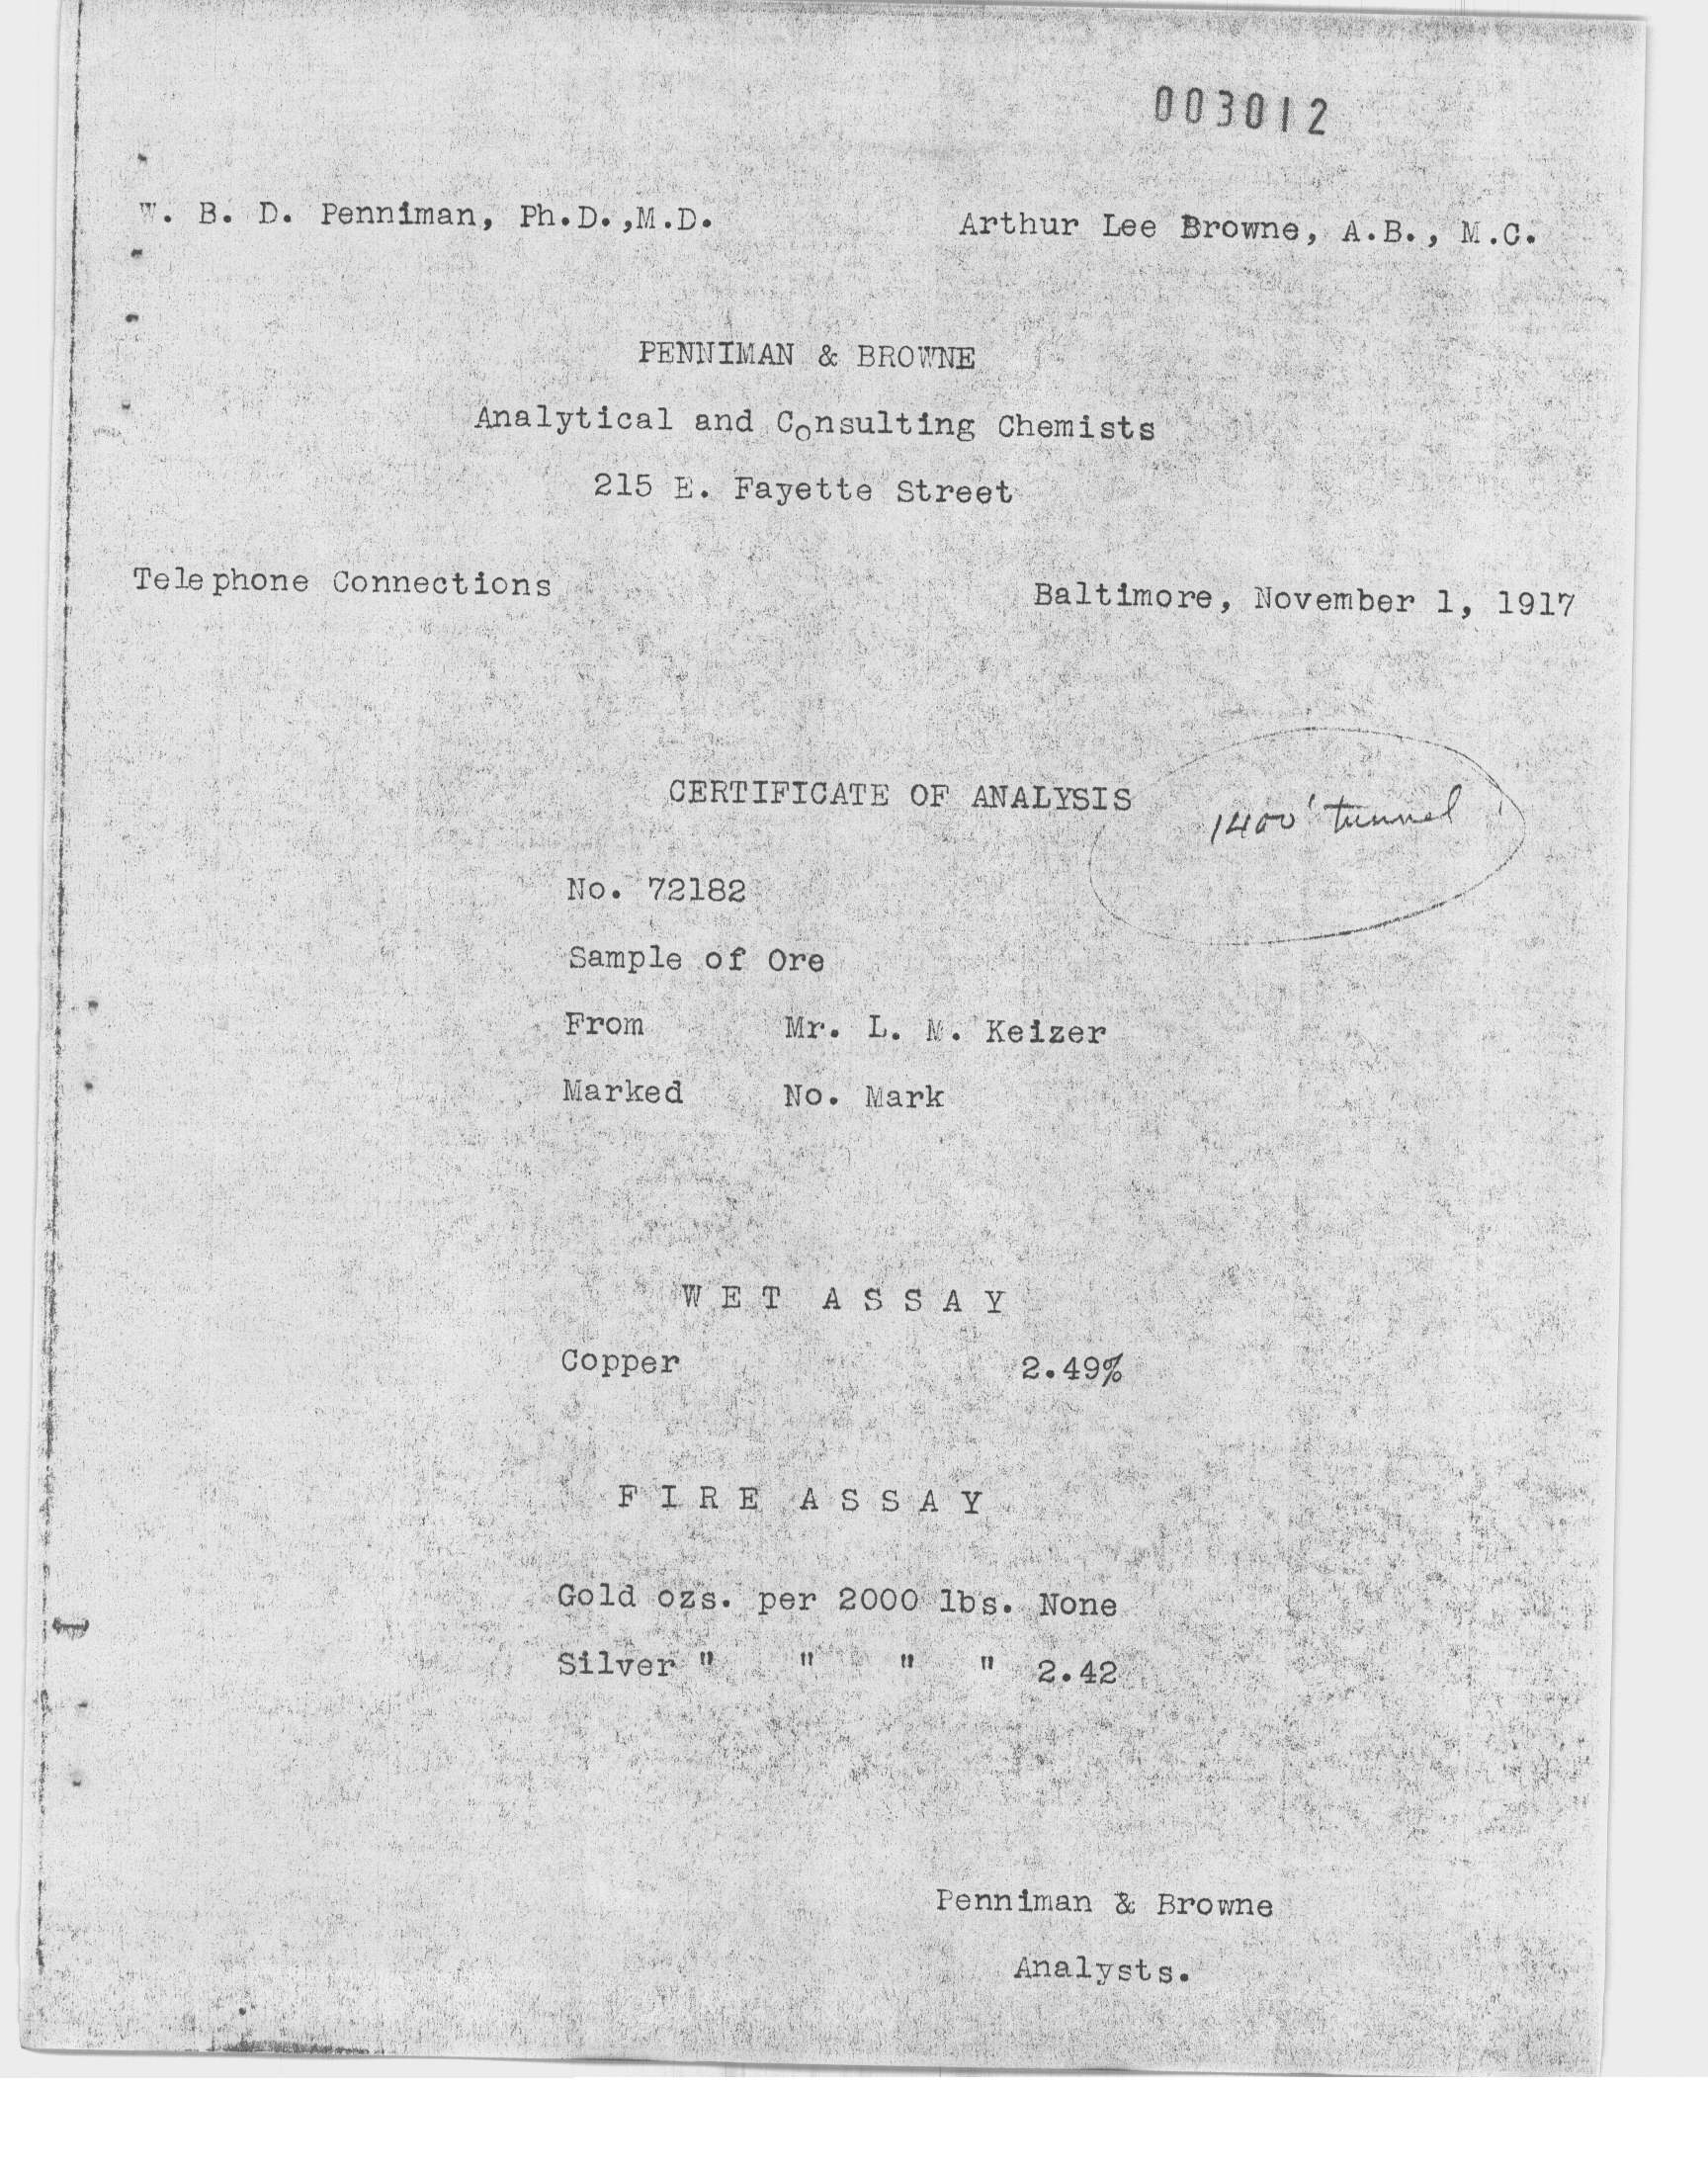 003012
W. B. D. Penniman, Ph.D.,M.D. Arthur Lee Browne, A.B., M.C.
PENNIMAN & BROWNE
Analytical and Consulting Chemists
215 E. Fayette Street
Telephone Connections Baltimore, November 1, 1917
CERTIFICATE OF ANALYSIS
1400' tunnel
No. 72182
Sample of Ore
From Mr. L. M. Keizer
Marked No. Mark
W E T A S S A Y
Copper 2.49%
F I R E A S S A Y
Gold ozs. per 2000 lbs. None
Silver " " " " 2.42
Penniman & Browne
Analysts.